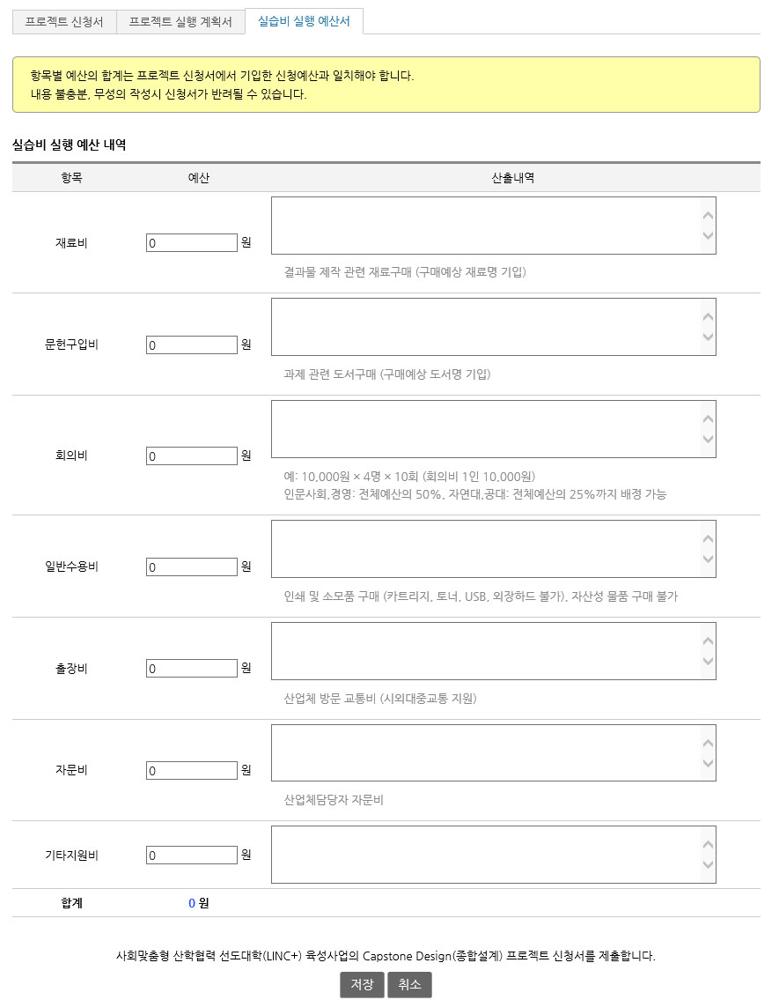 프로젝트 신청서 프로젝트 실행 계획서 실습비 실행 예산서
항목별 예산의 합계는 프로젝트 신청서에서 기입한 신청예산과 일치해야 합니다.
내용 불충분, 무성의 작성시 신청서가 반려될 수 있습니다.
실습비 실행 예산 내역
항목 예산 산출내역
재료비 0 원
결과물 제작 관련 재료구매 (구매예상 재료명 기입)
문헌구입비 0 원
과제 관련 도서구매 (구매예상 도서명 기입)
회의비 0 원
예: 10,000원 × 4명 × 10회 (회의비 1인 10,000원)
인문사회,경영: 전체예산의 50%, 자연대,공대: 전체예산의 25%까지 배정 가능
일반수용비 0 원
인쇄 및 소모품 구매 (카트리지, 토너, USB, 외장하드 불가), 자산성 물품 구매 불가
출장비 0 원
산업체 방문 교통비 (시외대중교통 지원)
자문비 0 원
산업체담당자 자문비
기타지원비 0 원
합계 0 원
사회맞춤형 산학협력 선도대학(LINC+) 육성사업의 Capstone Design(종합설계) 프로젝트 신청서를 제출합니다.
저장 취소